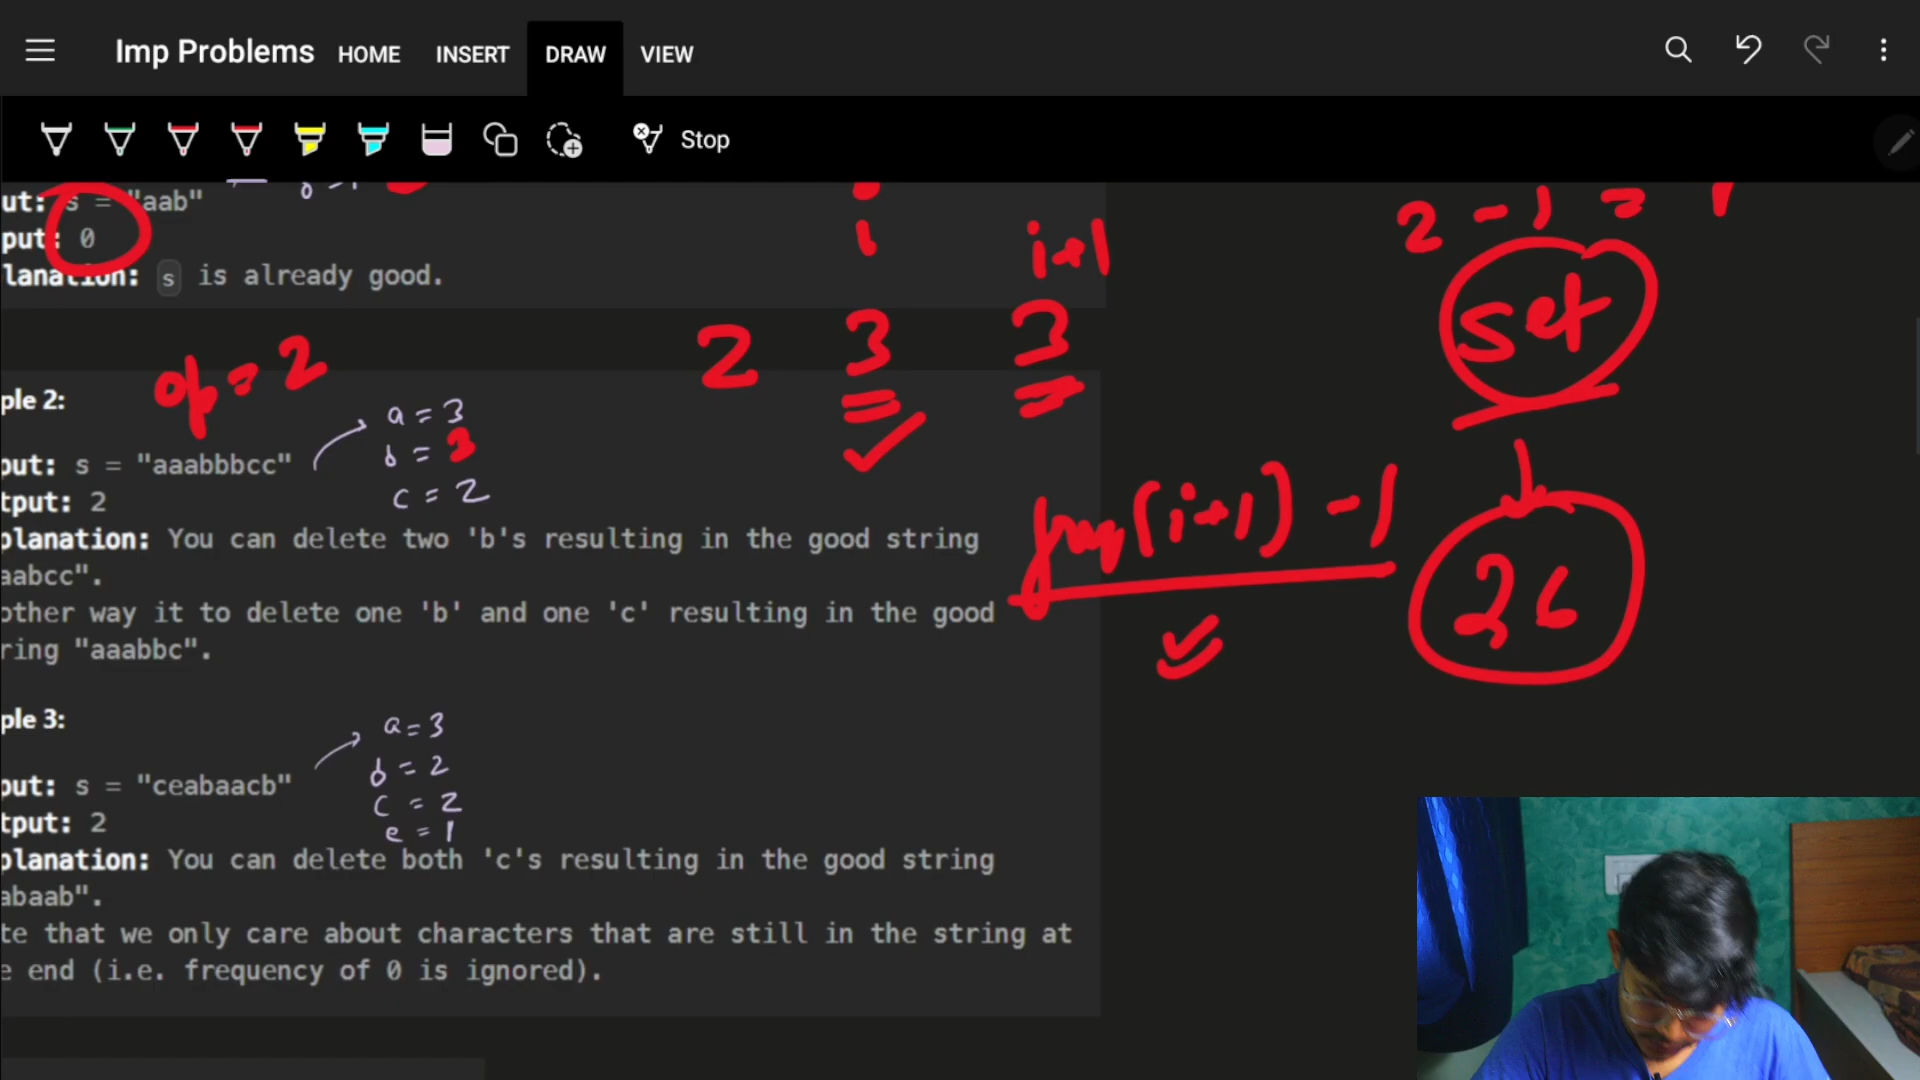 Imp Problems HOME INSERT DRAW VIEW
Stop
ut: s = "aab"
put: 0
lanation: s is already good.
i
i+1
2 - 1 = 1
set
2 3 3
op = 2
ple 2:
a = 3
b = 3
c = 2
put: s = "aaabbbcc"
tput: 2
planation: You can delete two 'b's resulting in the good string
aabcc".
other way it to delete one 'b' and one 'c' resulting in the good
ring "aaabbc".
freq(i+1) - 1
26
ple 3:
a = 3
b = 2
c = 2
e = 1
put: s = "ceabaacb"
tput: 2
planation: You can delete both 'c's resulting in the good string
abaab".
te that we only care about characters that are still in the string at
e end (i.e. frequency of 0 is ignored).